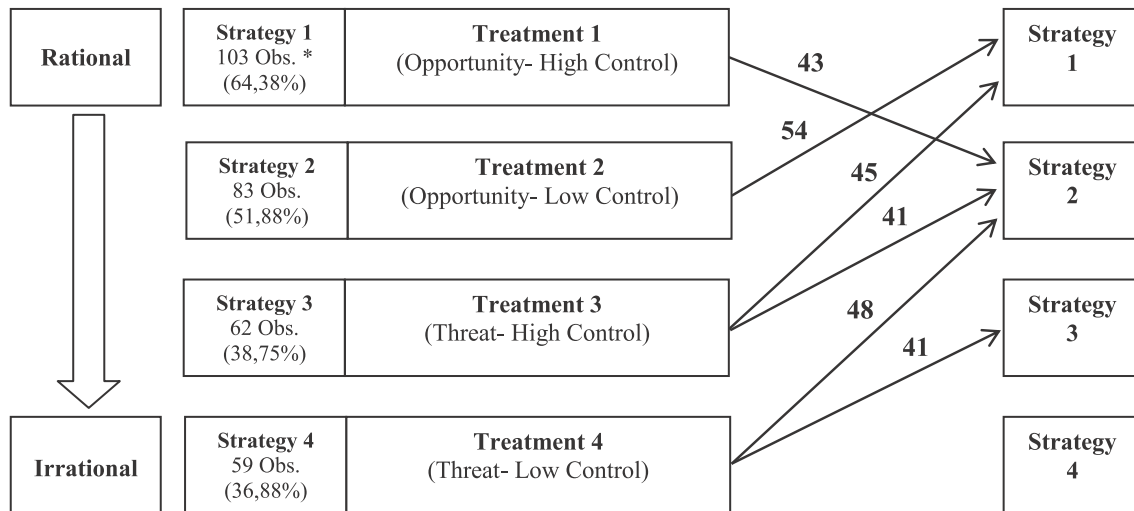 Rational
Strategy 1
103 Obs. *
(64,38%)
Treatment 1
(Opportunity- High Control)
43
Strategy
1
54
Strategy 2
83 Obs.
(51,88%)
Treatment 2
(Opportunity- Low Control)
45
41
Strategy
2
Strategy 3
62 Obs.
(38,75%)
Treatment 3
(Threat- High Control)
48
41
Strategy
3
Irrational
Strategy 4
59 Obs.
(36,88%)
Treatment 4
(Threat- Low Control)
Strategy
4